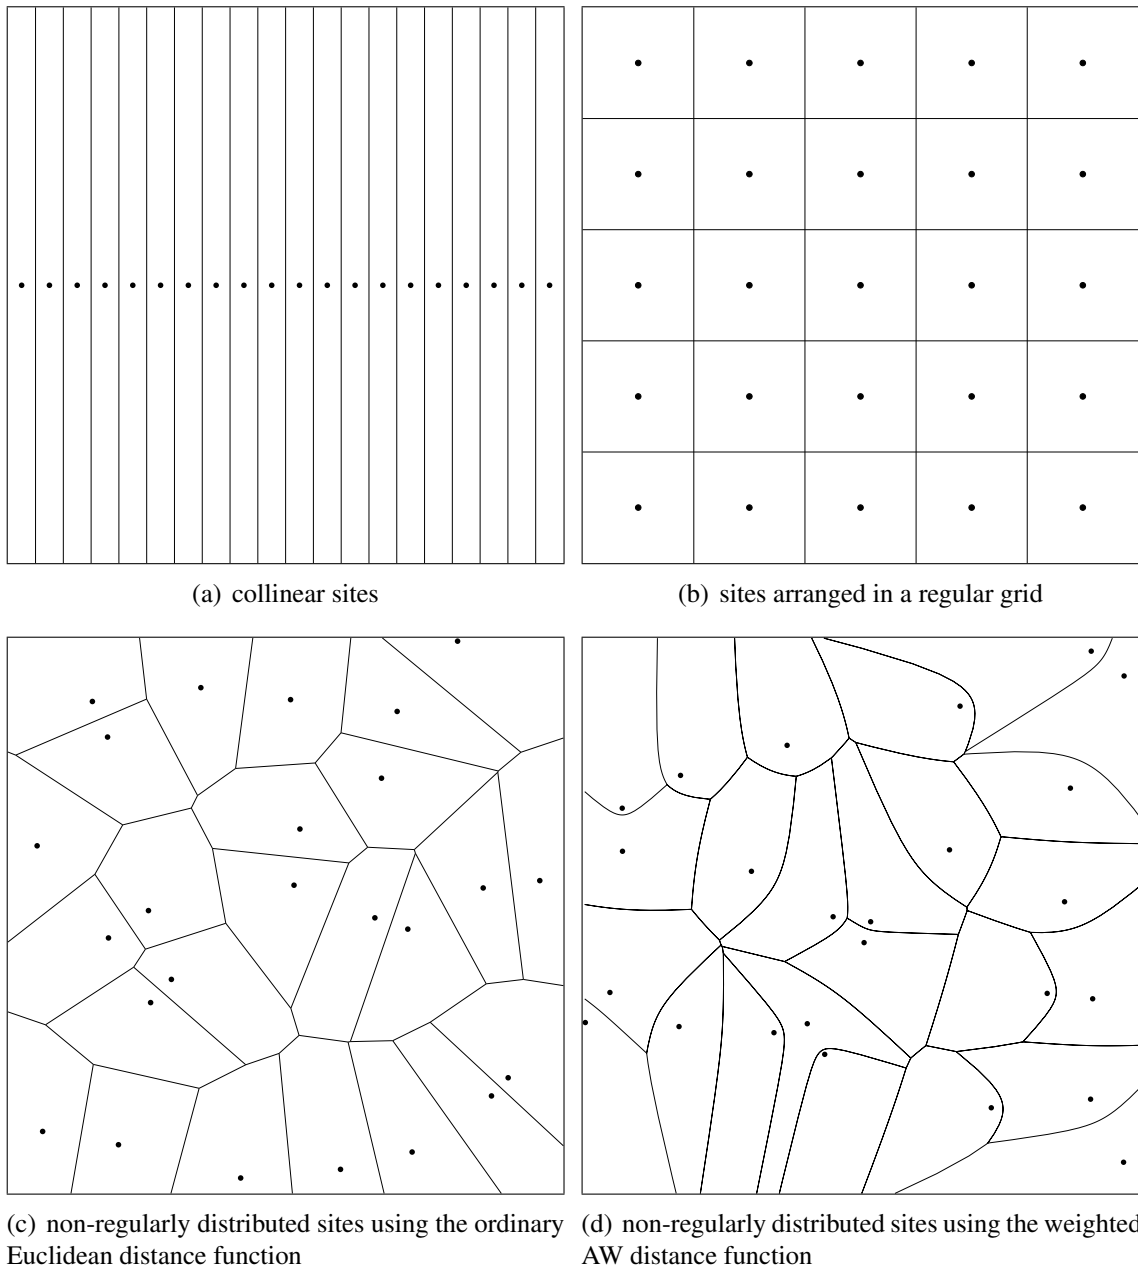 (a) collinear sites
(b) sites arranged in a regular grid
(c) non-regularly distributed sites using the ordinary
Euclidean distance function
(d) non-regularly distributed sites using the weighted
AW distance function